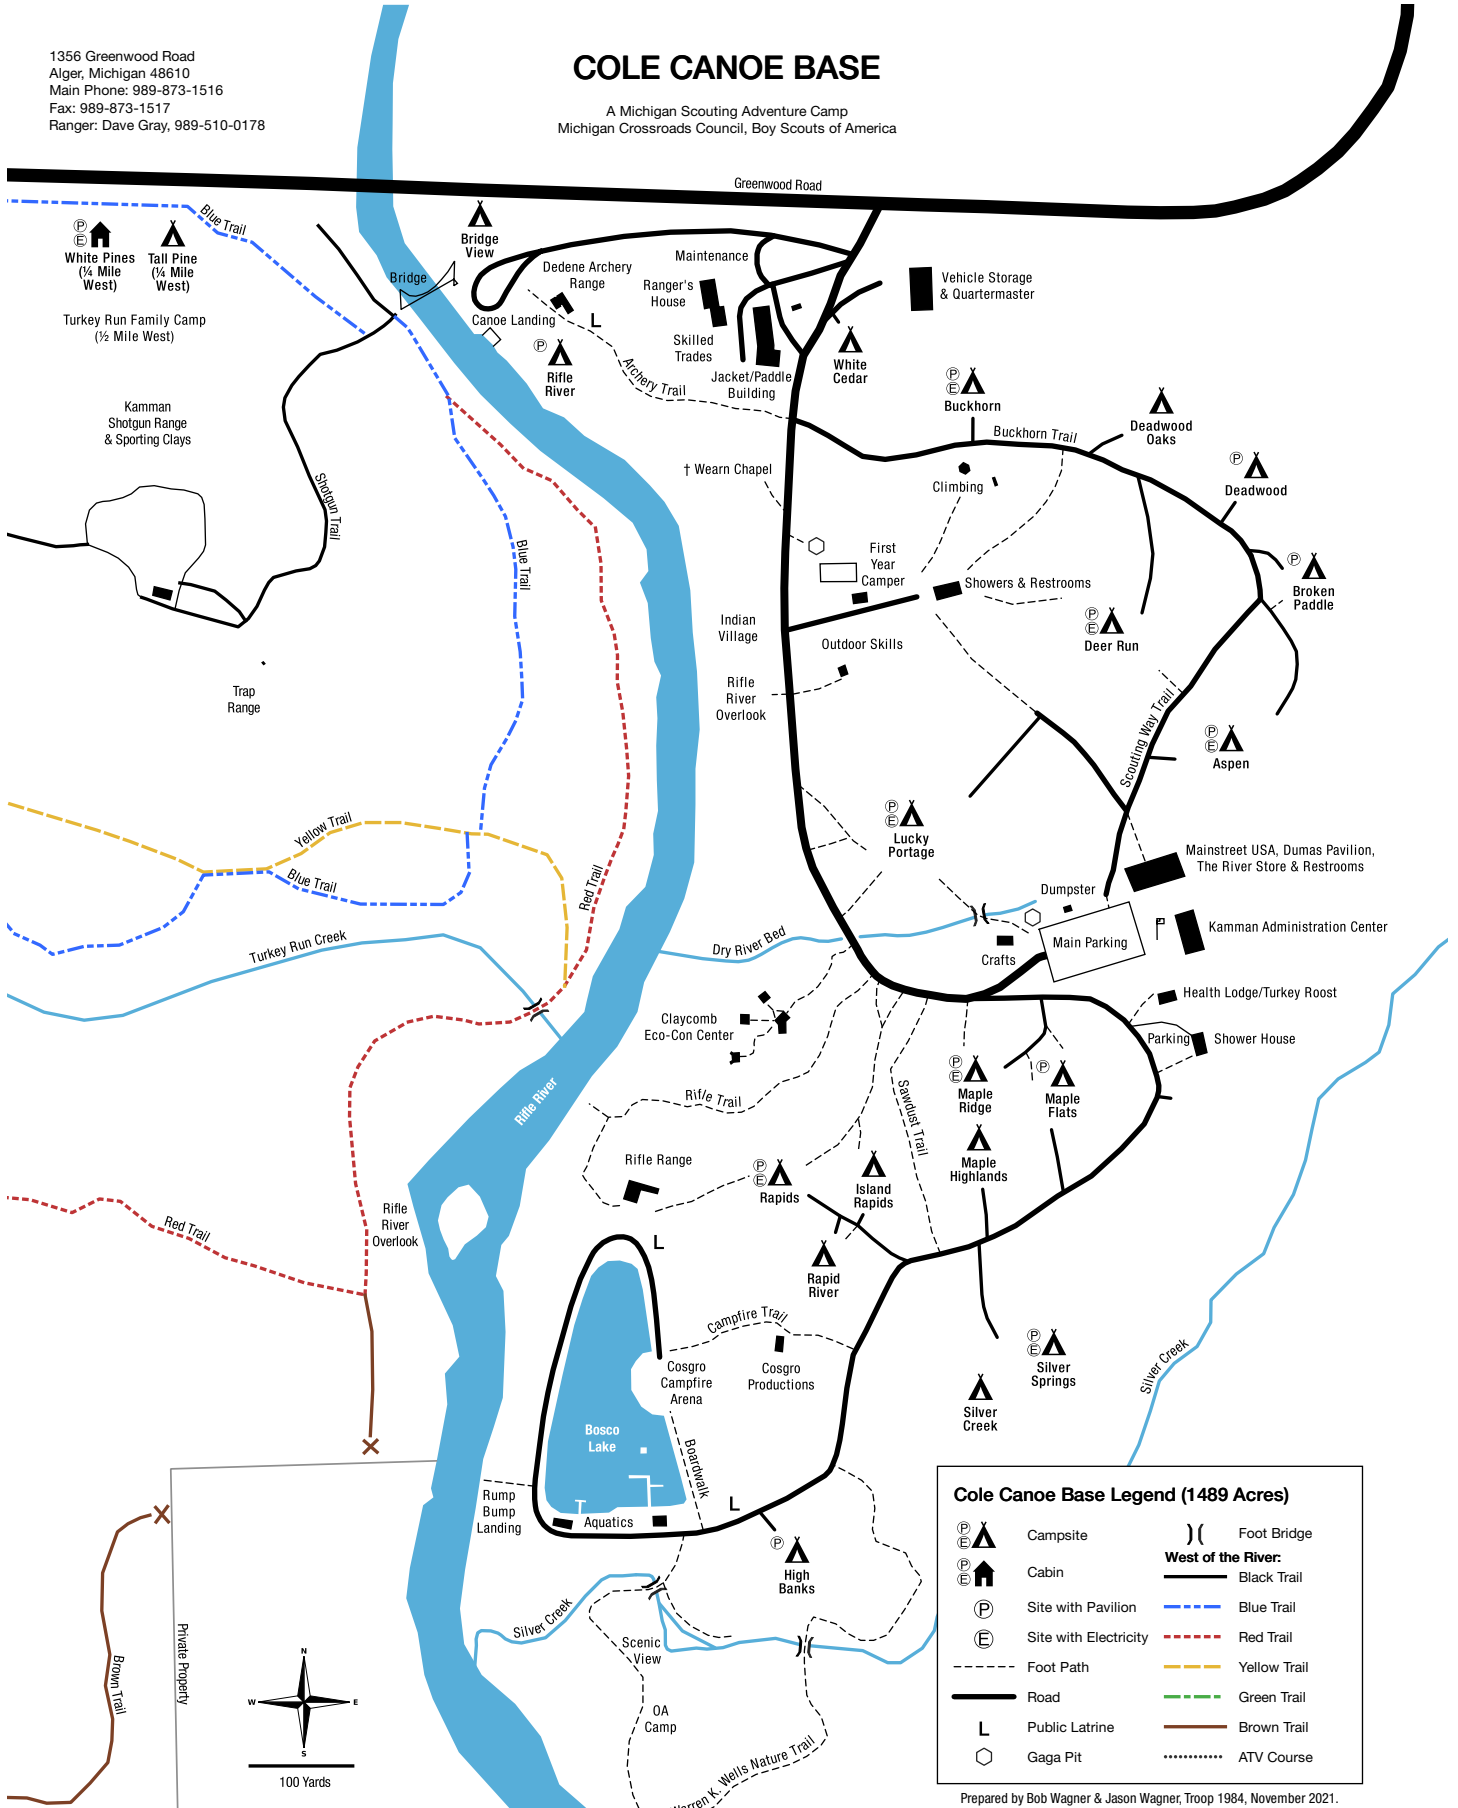 1356 Greenwood Road
Alger, Michigan 48610
Main Phone: 989-873-1516
Fax: 989-873-1517
Ranger: Dave Gray, 989-510-0178
COLE CANOE BASE
A Michigan Scouting Adventure Camp
Michigan Crossroads Council, Boy Scouts of America
Greenwood Road
Blue Trail
P
E
White Pines
(¼ Mile
West)
Tall Pine
(¼ Mile
West)
Turkey Run Family Camp
(½ Mile West)
Bridge
View
Bridge
Dedene Archery
Range
L
Canoe Landing
P
Rifle
River
Archery Trail
Maintenance
Ranger's
House
Skilled
Trades
Jacket/Paddle
Building
Vehicle Storage
& Quartermaster
White
Cedar
P
E
Buckhorn
Buckhorn Trail
Deadwood
Oaks
P
Deadwood
P
Broken
Paddle
Kamman
Shotgun Range
& Sporting Clays
Shotgun Trail
Trap
Range
Blue Trail
† Wearn Chapel
Climbing
First
Year
Camper
Showers & Restrooms
Indian
Village
Outdoor Skills
Rifle
River
Overlook
P
E
Deer Run
Scouting Way Trail
P
E
Aspen
P
E
Lucky
Portage
Mainstreet USA, Dumas Pavilion,
The River Store & Restrooms
Dumpster
Main Parking
Crafts
Kamman Administration Center
Health Lodge/Turkey Roost
Parking
Shower House
Yellow Trail
Blue Trail
Red Trail
Turkey Run Creek
Dry River Bed
Claycomb
Eco-Con Center
Rifle River
Rifle Trail
Sawdust Trail
P
E
Maple
Ridge
P
Maple
Flats
Maple
Highlands
Rifle Range
P
E
Rapids
Island
Rapids
Rapid
River
L
Red Trail
Rifle
River
Overlook
Campfire Trail
Cosgro
Campfire
Arena
Cosgro
Productions
P
E
Silver
Springs
Silver
Creek
Silver Creek
Bosco
Lake
Boardwalk
Rump
Bump
Landing
Aquatics
L
P
High
Banks
Silver Creek
Scenic
View
OA
Camp
Warren K. Wells Nature Trail
Private Property
Brown Trail
N
W
E
S
100 Yards
Cole Canoe Base Legend (1489 Acres)
P
E
Campsite
P
E
Cabin
P
Site with Pavilion
E
Site with Electricity
Foot Path
Road
L
Public Latrine
Gaga Pit
Foot Bridge
West of the River:
Black Trail
Blue Trail
Red Trail
Yellow Trail
Green Trail
Brown Trail
ATV Course
Prepared by Bob Wagner & Jason Wagner, Troop 1984, November 2021.